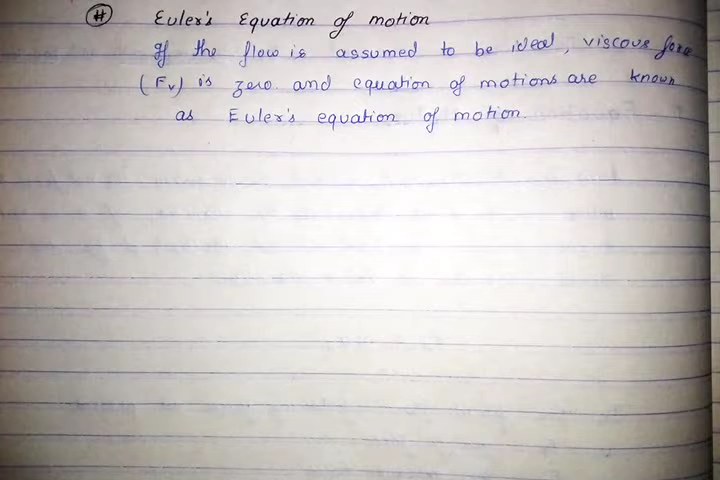 # Euler's Equation of motion
If the flow is assumed to be ideal, viscous force
(Fv) is zero and equation of motions are known
as Euler's equation of motion.